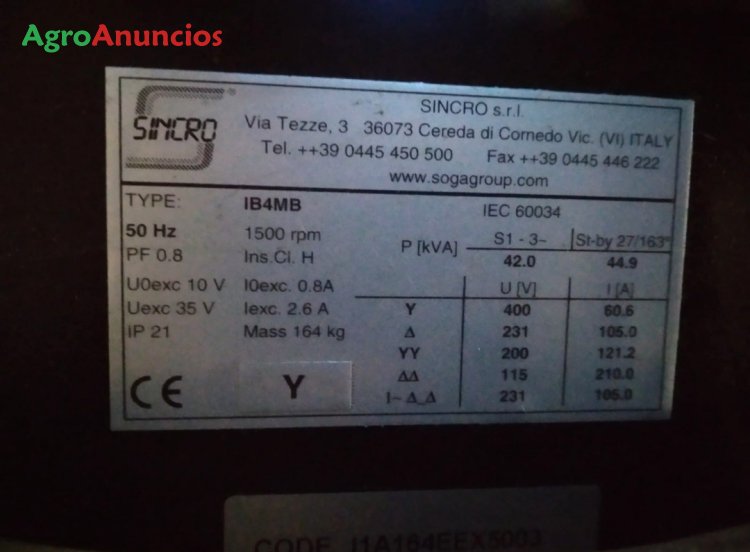 AgroAnuncios
SINCRO
SINCRO s.r.l.
Via Tezze, 3 36073 Cereda di Cornedo Vic. (VI) ITALY
Tel. ++39 0445 450 500 Fax ++39 0445 446 222
www.sogagroup.com
TYPE: IB4MB IEC 60034
50 Hz 1500 rpm
PF 0.8 Ins.Cl. H
P [kVA] S1 - 3~ St-by 27/163°
42.0 44.9
U0exc 10 V I0exc. 0.8A U [V] I [A]
Uexc 35 V Iexc. 2.6 A Y 400 60.6
IP 21 Mass 164 kg Δ 231 105.0
YY 200 121.2
ΔΔ 115 210.0
I~ Δ_Δ 231 105.0
CE Y
CODE I1A164EEX5003